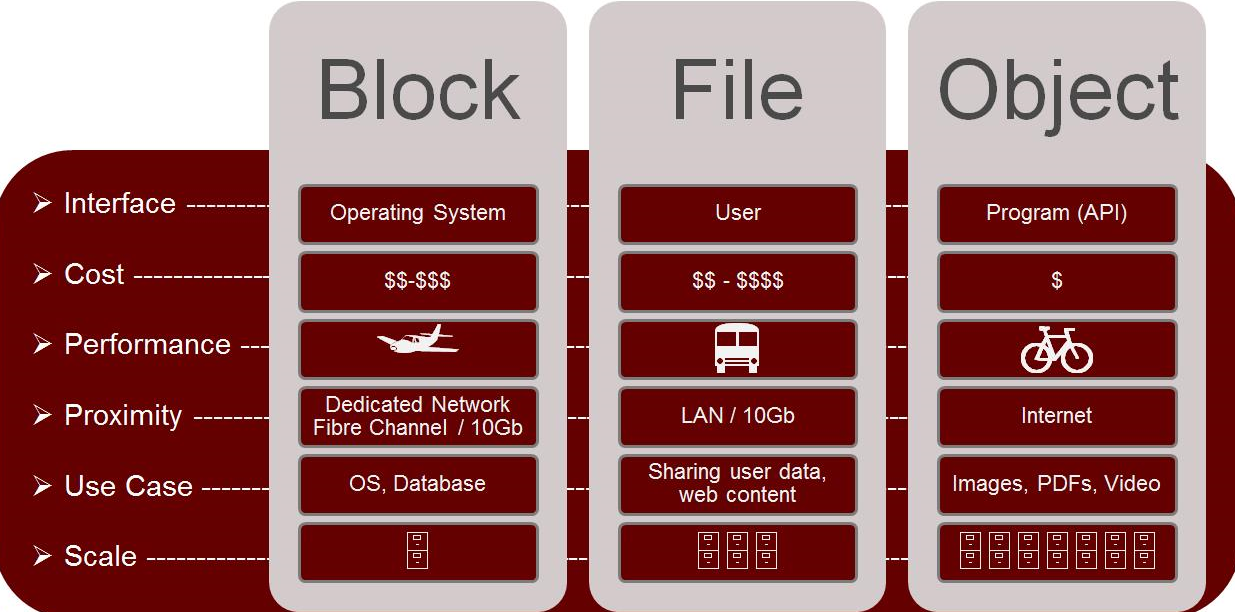 Block File Object
Interface Operating System User Program (API)
Cost $$-$$$ $$ - $$$$ $
Performance
Proximity Dedicated Network
Fibre Channel / 10Gb LAN / 10Gb Internet
Use Case OS, Database Sharing user data,
web content Images, PDFs, Video
Scale